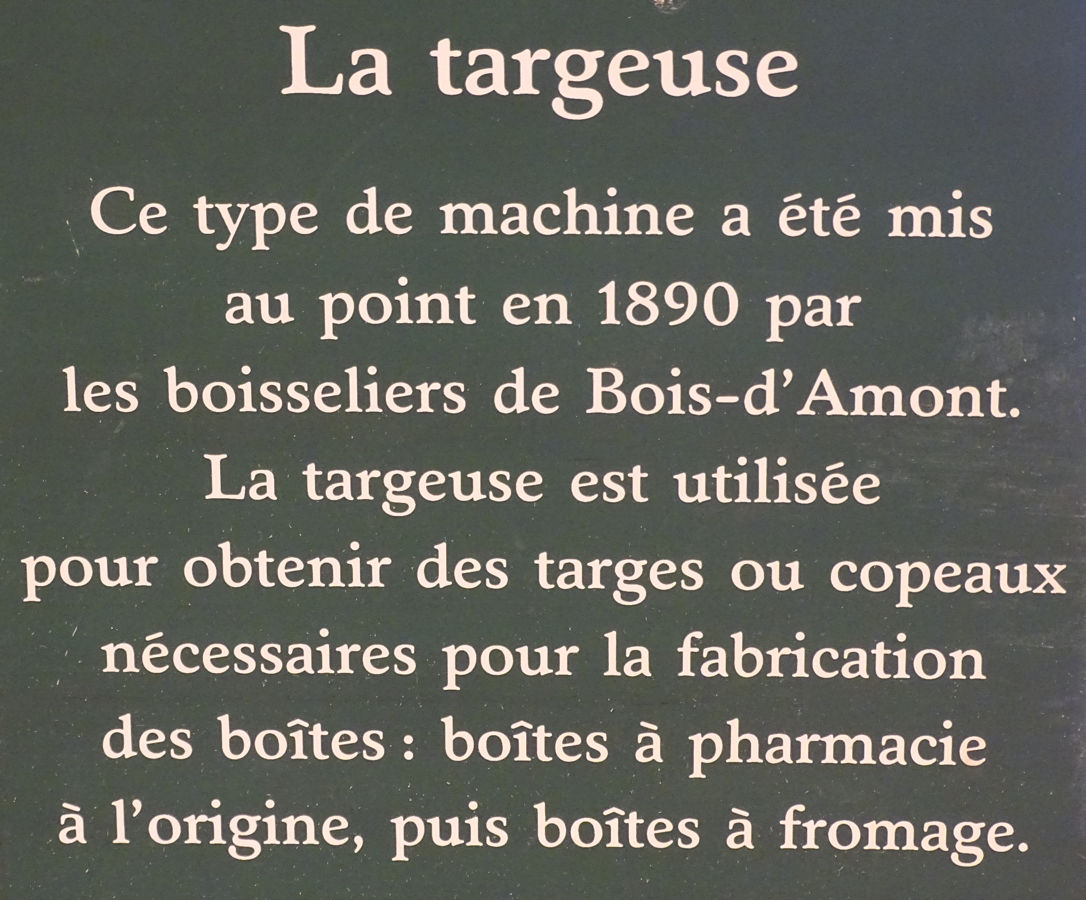 La targeuse
Ce type de machine a été mis
au point en 1890 par
les boisseliers de Bois-d’Amont.
La targeuse est utilisée
pour obtenir des targes ou copeaux
nécessaires pour la fabrication
des boîtes : boîtes à pharmacie
à l’origine, puis boîtes à fromage.